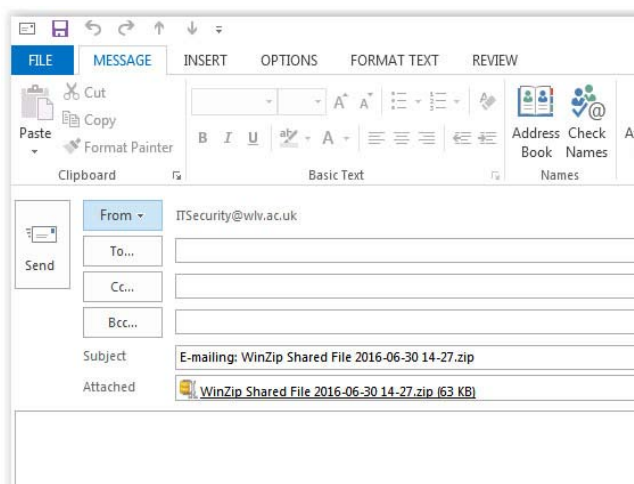 FILE MESSAGE INSERT OPTIONS FORMAT TEXT REVIEW
Cut
Copy
Format Painter
Paste
B I U ab A
Address Book
Check Names
Clipboard Basic Text Names
From ITSecurity@wlv.ac.uk
To...
Cc...
Bcc...
Send
Subject E-mailing: WinZip Shared File 2016-06-30 14-27.zip
Attached WinZip Shared File 2016-06-30 14-27.zip (63 KB)